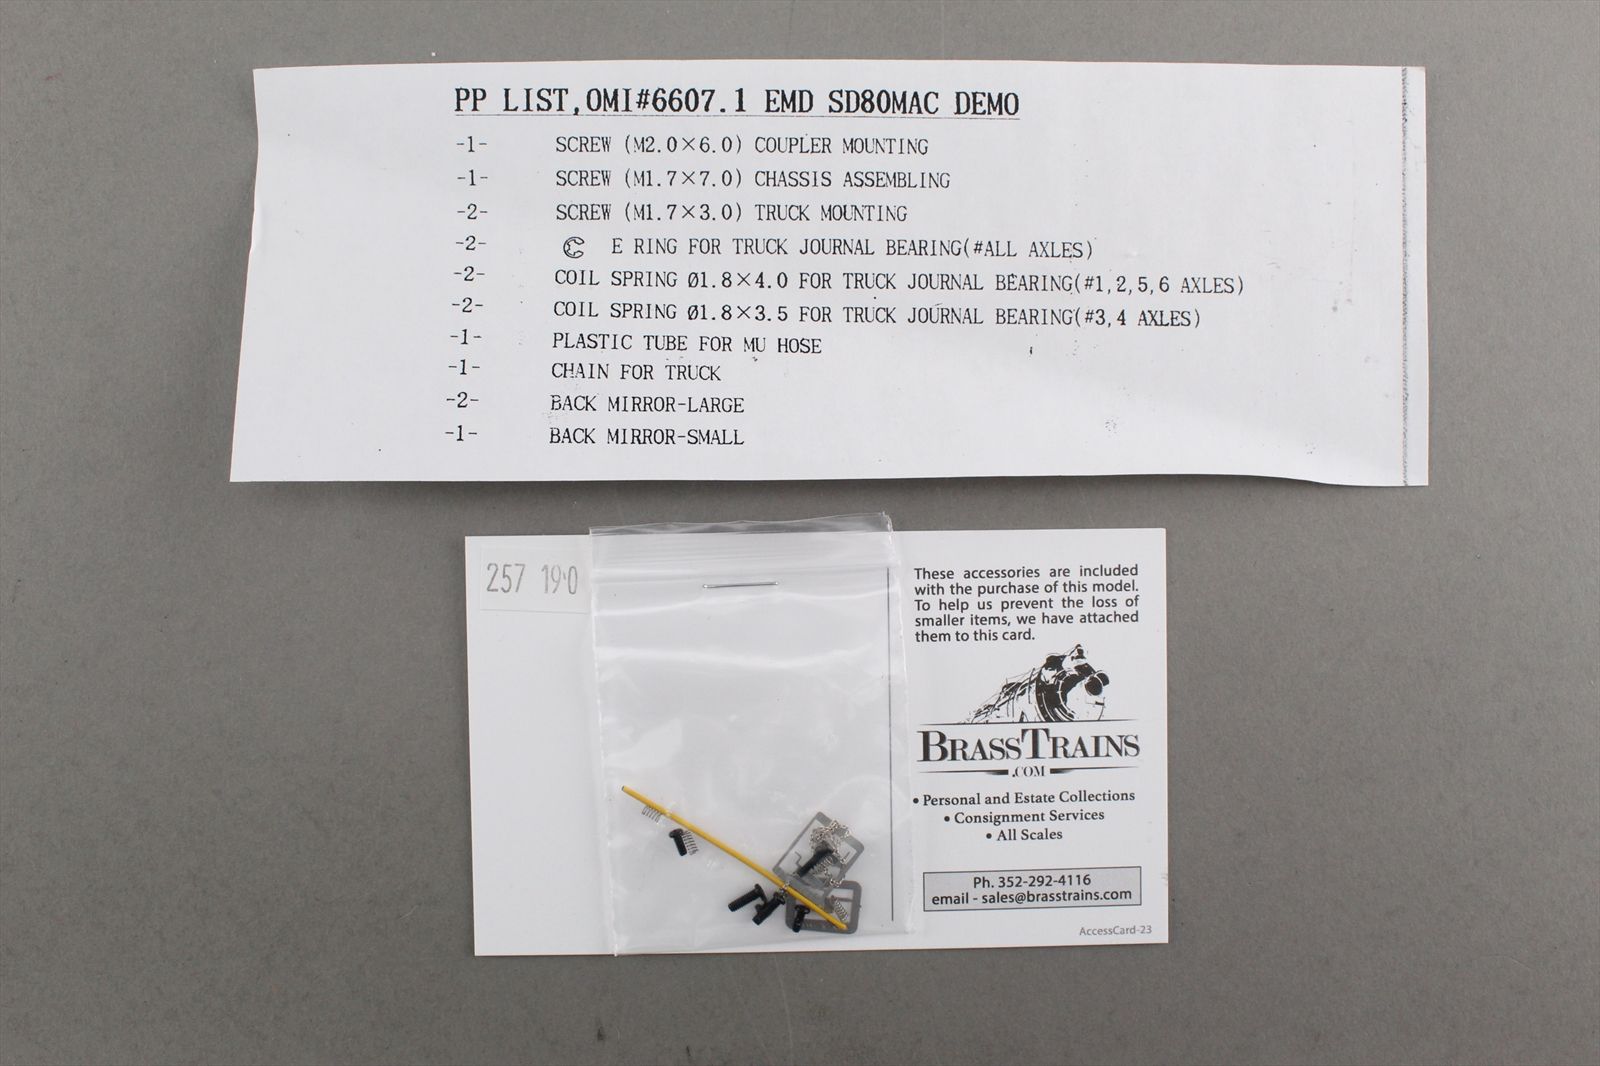 PP LIST, OMI#6607.1 EMD SD80MAC DEMO
-1- SCREW (M2.0×6.0) COUPLER MOUNTING
-1- SCREW (M1.7×7.0) CHASSIS ASSEMBLING
-2- SCREW (M1.7×3.0) TRUCK MOUNTING
-2- E RING FOR TRUCK JOURNAL BEARING(#ALL AXLES)
-2- COIL SPRING Ø1.8×4.0 FOR TRUCK JOURNAL BEARING(#1,2,5,6 AXLES)
-2- COIL SPRING Ø1.8×3.5 FOR TRUCK JOURNAL BEARING(#3,4 AXLES)
-1- PLASTIC TUBE FOR MU HOSE
-1- CHAIN FOR TRUCK
-2- BACK MIRROR-LARGE
-1- BACK MIRROR-SMALL
257
These accessories are included
with the purchase of this model.
To help us prevent the loss of
smaller items, we have attached
them to this card.
BRASSTRAINS
.COM
• Personal and Estate Collections
• Consignment Services
• All Scales
Ph. 352-292-4116
email - sales@brasstrains.com
AccessCard-23